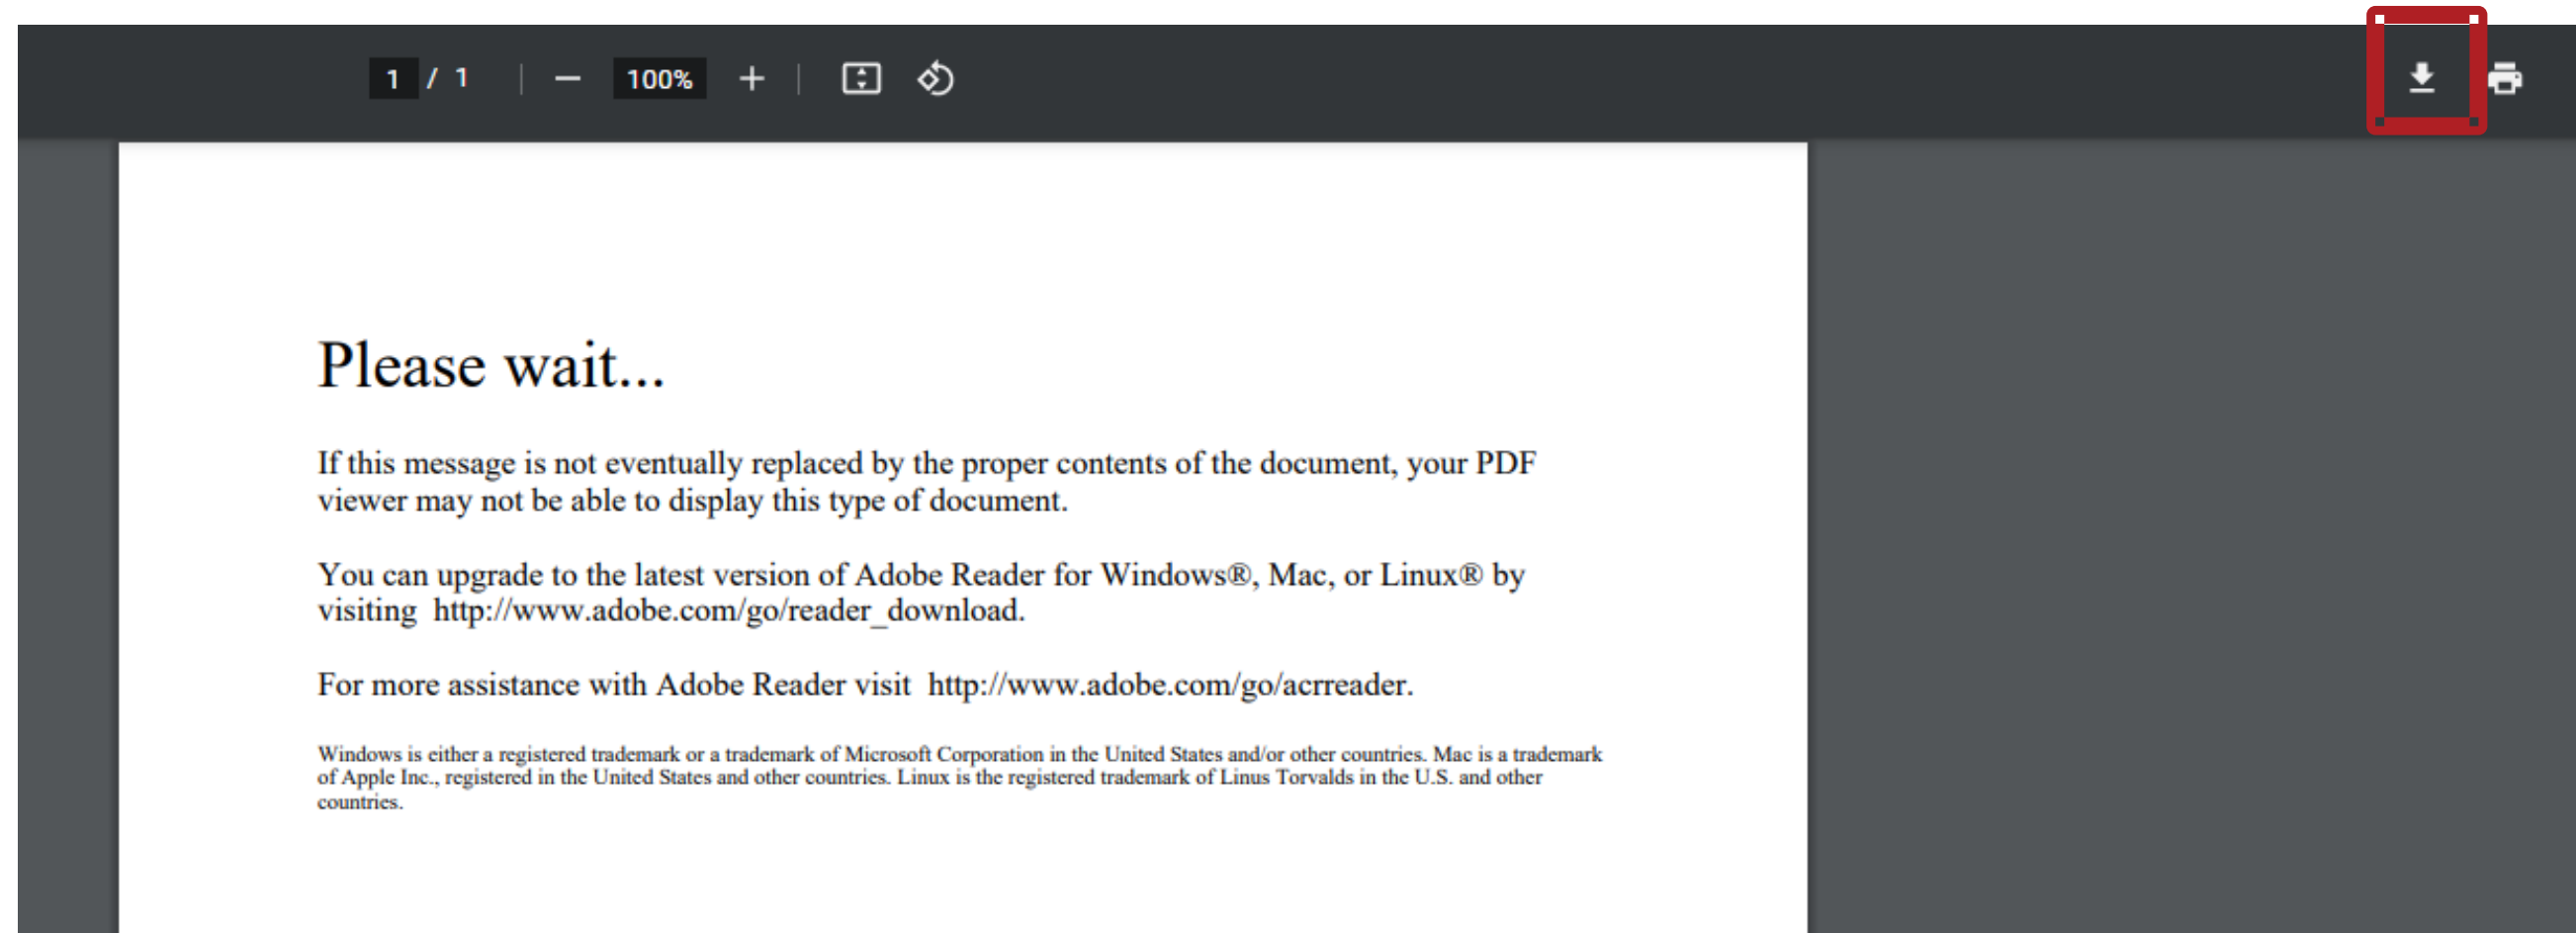 1 / 1 100%
Please wait...
If this message is not eventually replaced by the proper contents of the document, your PDF
viewer may not be able to display this type of document.
You can upgrade to the latest version of Adobe Reader for Windows®, Mac, or Linux® by
visiting  http://www.adobe.com/go/reader_download.
For more assistance with Adobe Reader visit  http://www.adobe.com/go/acrreader.
Windows is either a registered trademark or a trademark of Microsoft Corporation in the United States and/or other countries. Mac is a trademark
of Apple Inc., registered in the United States and other countries. Linux is the registered trademark of Linus Torvalds in the U.S. and other
countries.